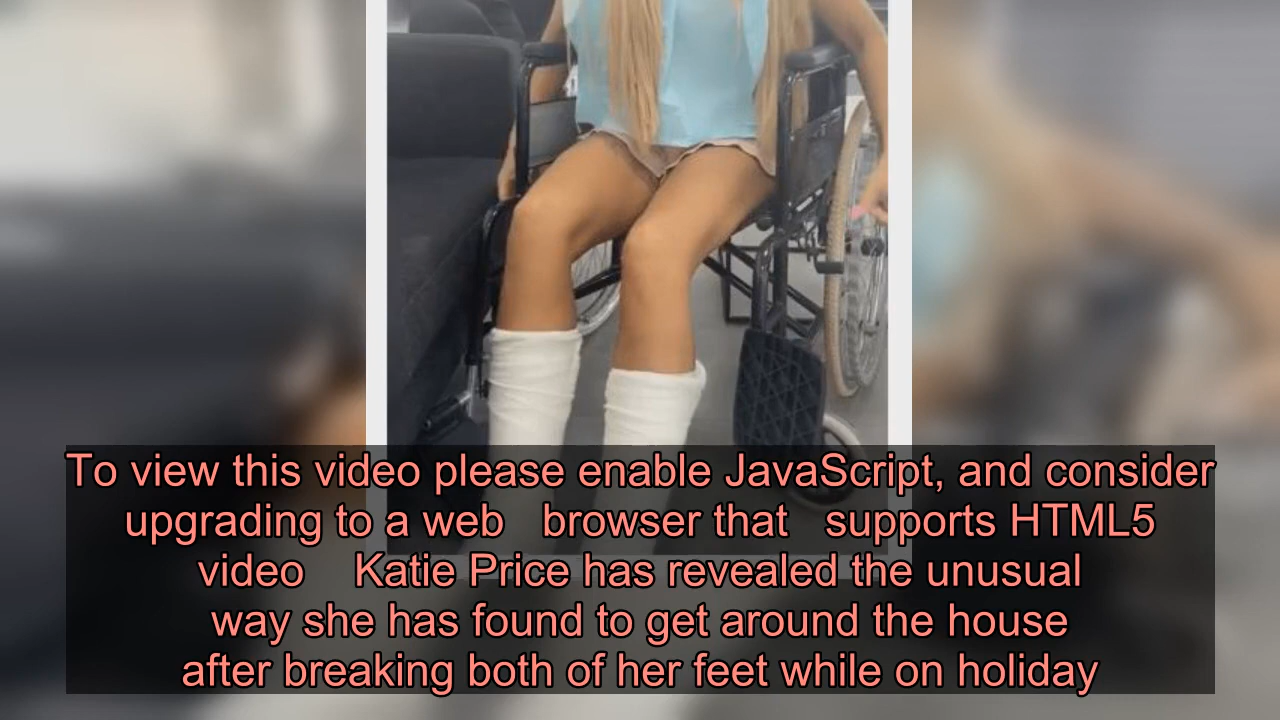 To view this video please enable JavaScript, and consider
upgrading to a web browser that supports HTML5
video Katie Price has revealed the unusual
way she has found to get around the house
after breaking both of her feet while on holiday